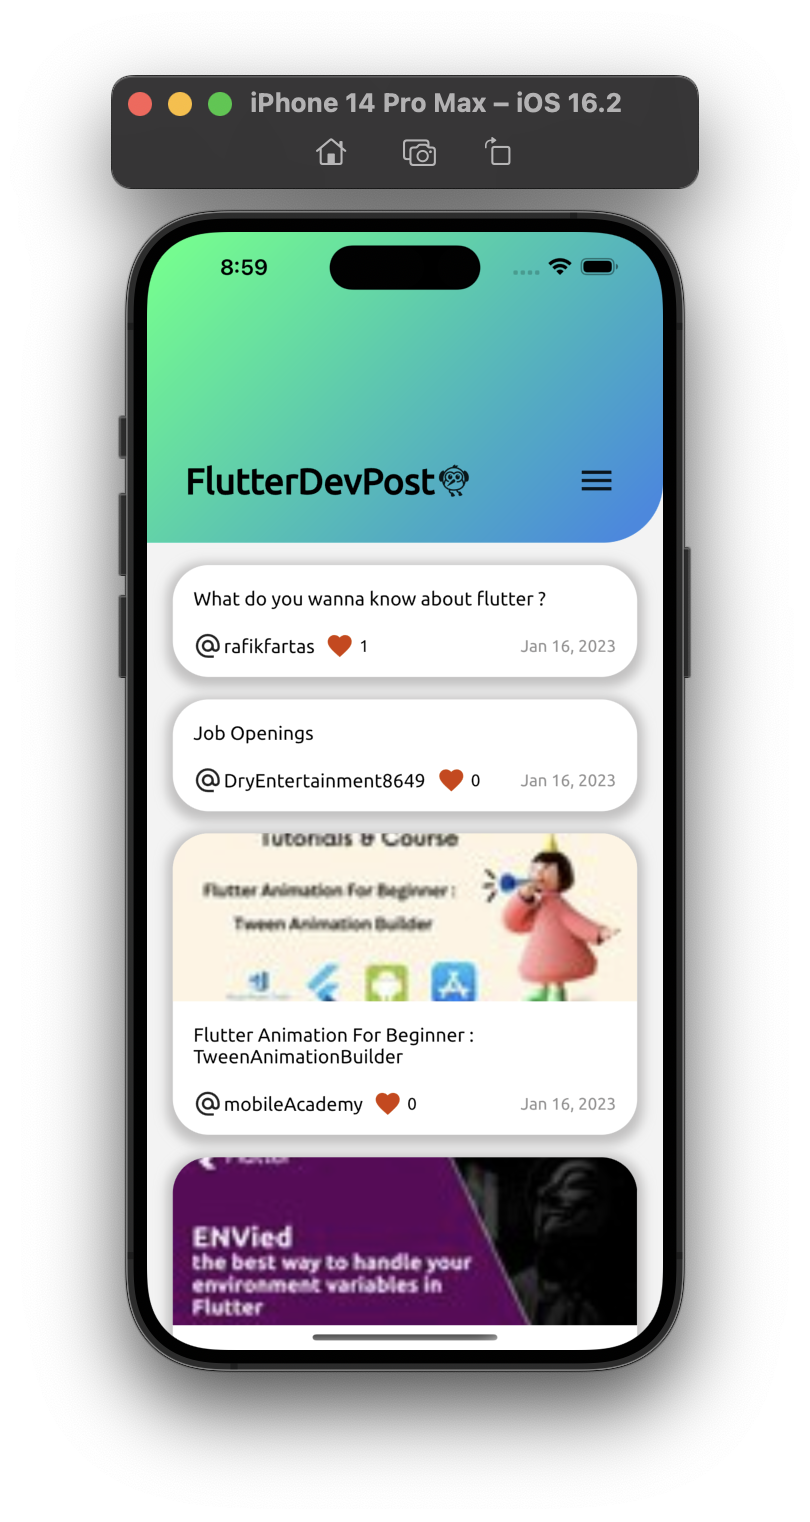 iPhone 14 Pro Max – iOS 16.2
8:59
FlutterDevPost
What do you wanna know about flutter ?
@rafikfartas 1 Jan 16, 2023
Job Openings
@DryEntertainment8649 0 Jan 16, 2023
Tutorials & Course
Flutter Animation For Beginner :
Tween Animation Builder
Flutter Animation For Beginner :
TweenAnimationBuilder
@mobileAcademy 0 Jan 16, 2023
Flutter
ENVied
the best way to handle your
environment variables in
Flutter